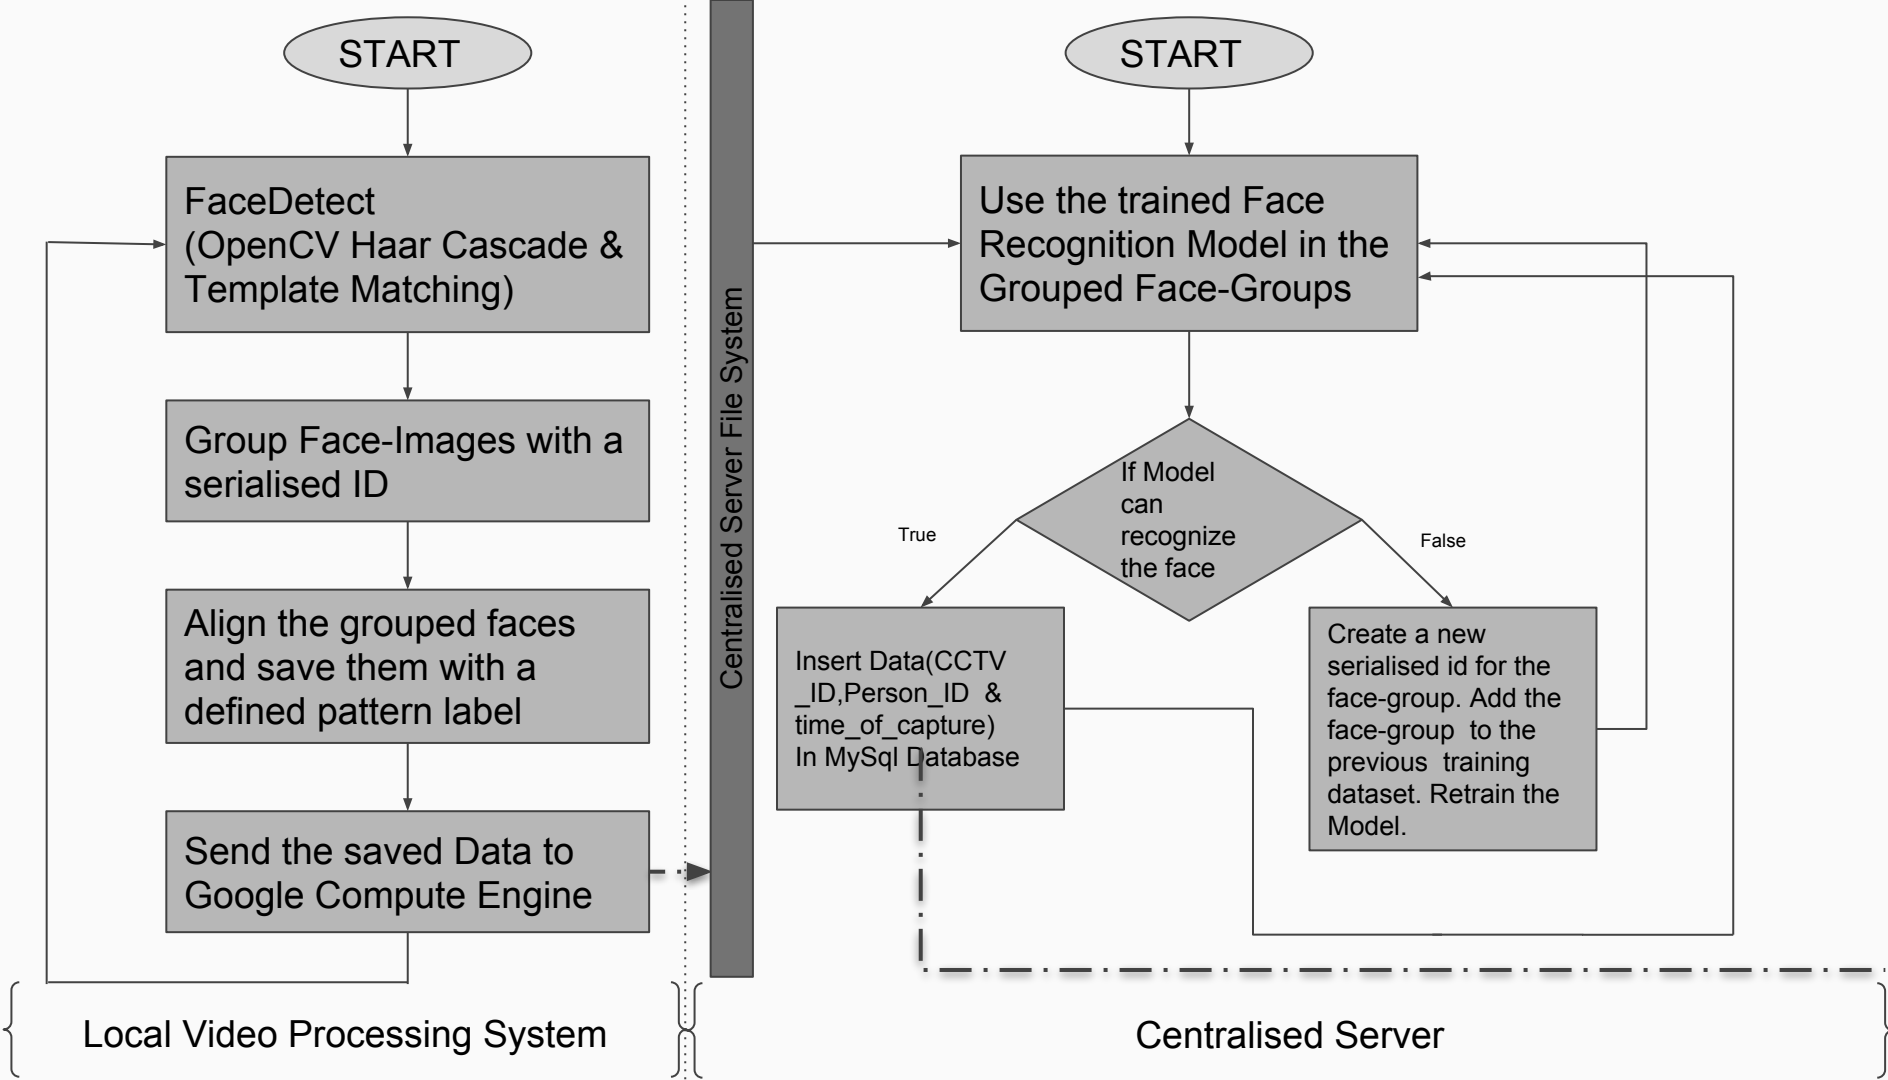 START
FaceDetect
(OpenCV Haar Cascade &
Template Matching)
Group Face-Images with a
serialised ID
Align the grouped faces
and save them with a
defined pattern label
Send the saved Data to
Google Compute Engine
Local Video Processing System
Centralised Server File System
START
Use the trained Face
Recognition Model in the
Grouped Face-Groups
If Model
can
recognize
the face
True
False
Insert Data(CCTV
_ID,Person_ID &
time_of_capture)
In MySql Database
Create a new
serialised id for the
face-group. Add the
face-group to the
previous training
dataset. Retrain the
Model.
Centralised Server